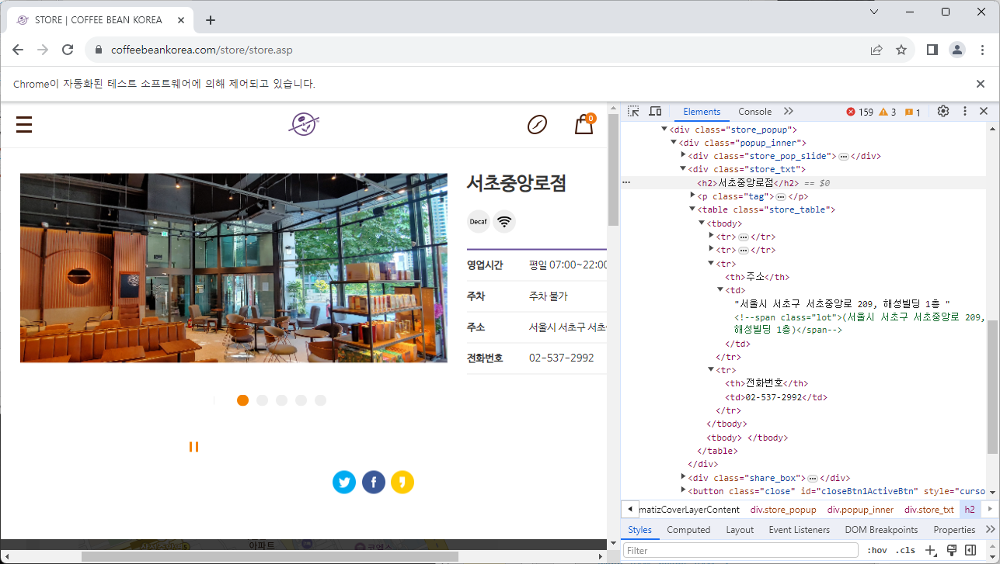 STORE | COFFEE BEAN KOREA
coffeebeankorea.com/store/store.asp
Chrome이 자동화된 테스트 소프트웨어에 의해 제어되고 있습니다.
0
서초중앙로점
Decaf
영업시간 평일 07:00~22:00
주차 주차 불가
주소 서울시 서초구 서초
전화번호 02-537-2992
아파트
코엑스
Elements Console 159 3 1
<div class="store_popup">
<div class="popup_inner">
<div class="store_pop_slide">…</div>
<div class="store_txt">
<h2>서초중앙로점</h2> == $0
<p class="tag">…</p>
<table class="store_table">
<tbody>
<tr>…</tr>
<tr>…</tr>
<tr>
<th>주소</th>
<td>
"서울시 서초구 서초중앙로 209, 해성빌딩 1층 "
<!--span class="lot">(서울시 서초구 서초중앙로 209,
해성빌딩 1층)</span-->
</td>
</tr>
<tr>
<th>전화번호</th>
<td>02-537-2992</td>
</tr>
</tbody>
<tbody> </tbody>
</table>
</div>
<div class="share_box">…</div>
<button class="close" id="closeBtn1ActiveBtn" style="curso
matizCoverLayerContent div.store_popup div.popup_inner div.store_txt h2
Styles Computed Layout Event Listeners DOM Breakpoints Properties
Filter :hov .cls